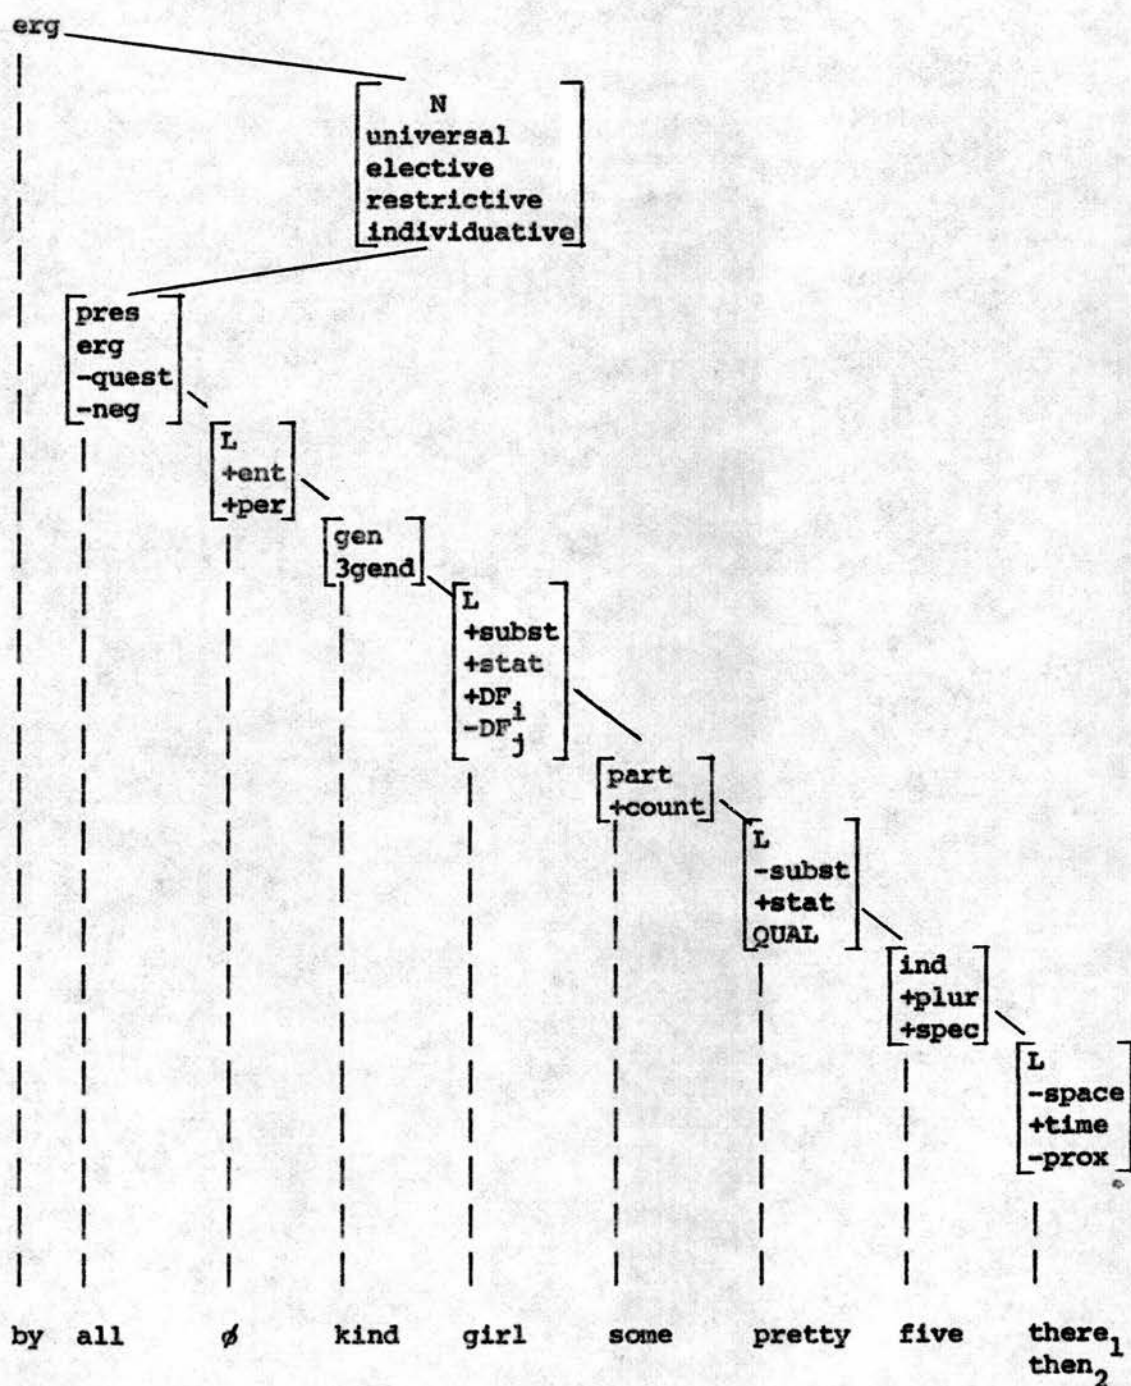 erg
N
universal
elective
restrictive
individuative
pres
erg
-quest
-neg
L
+ent
+per
gen
3gend
L
+subst
+stat
+DFi
-DFj
part
+count
L
-subst
+stat
QUAL
ind
+plur
+spec
L
-space
+time
-prox
by all ø kind girl some pretty five there1
then2